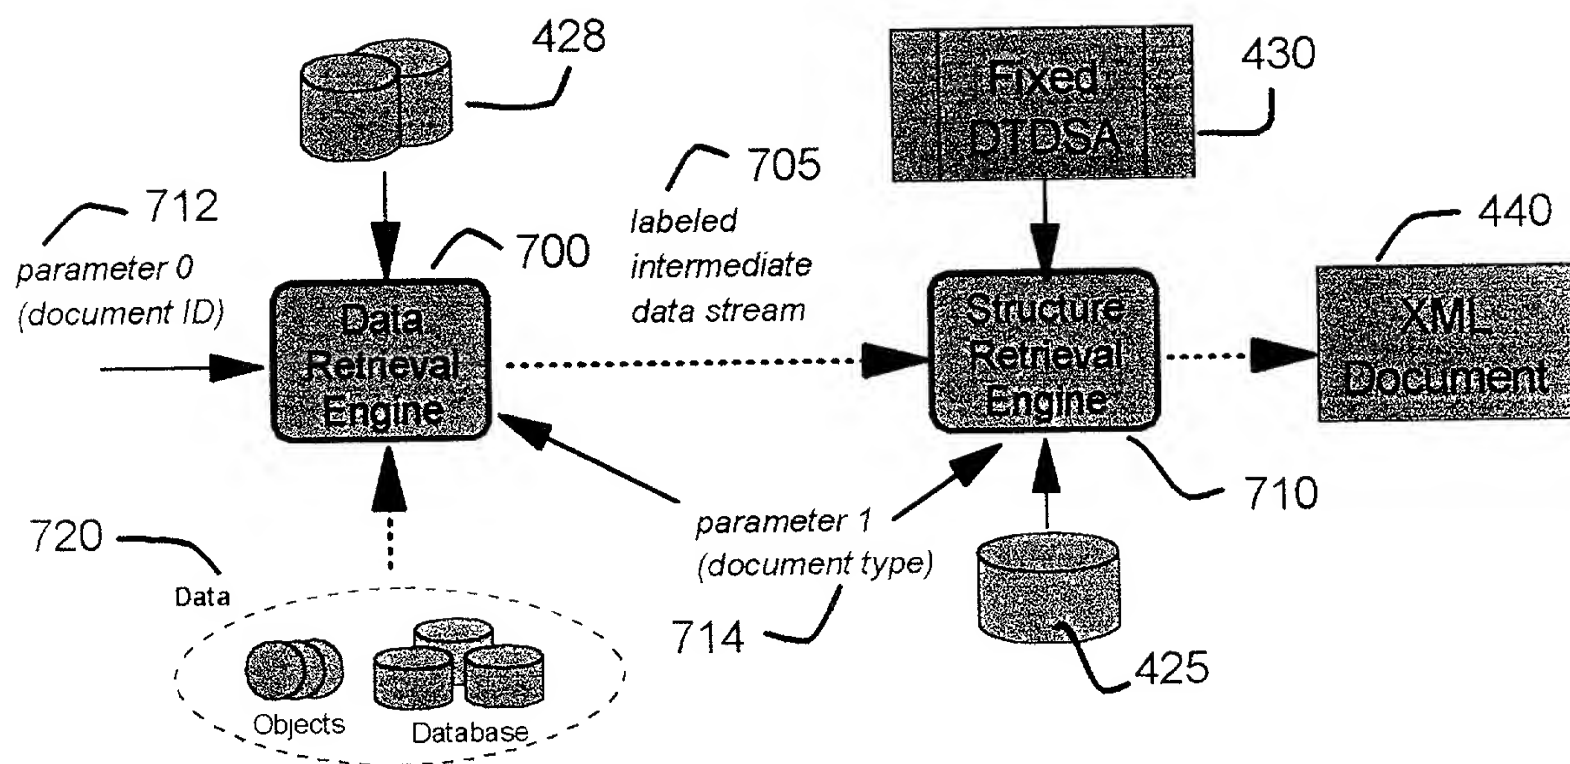 428
Fixed
DTDSA
430
712
parameter 0
(document ID)
700
705
labeled
intermediate
data stream
440
Data
Retrieval
Engine
Structure
Retrieval
Engine
XML
Document
710
720
Data
parameter 1
(document type)
714
425
Objects
Database